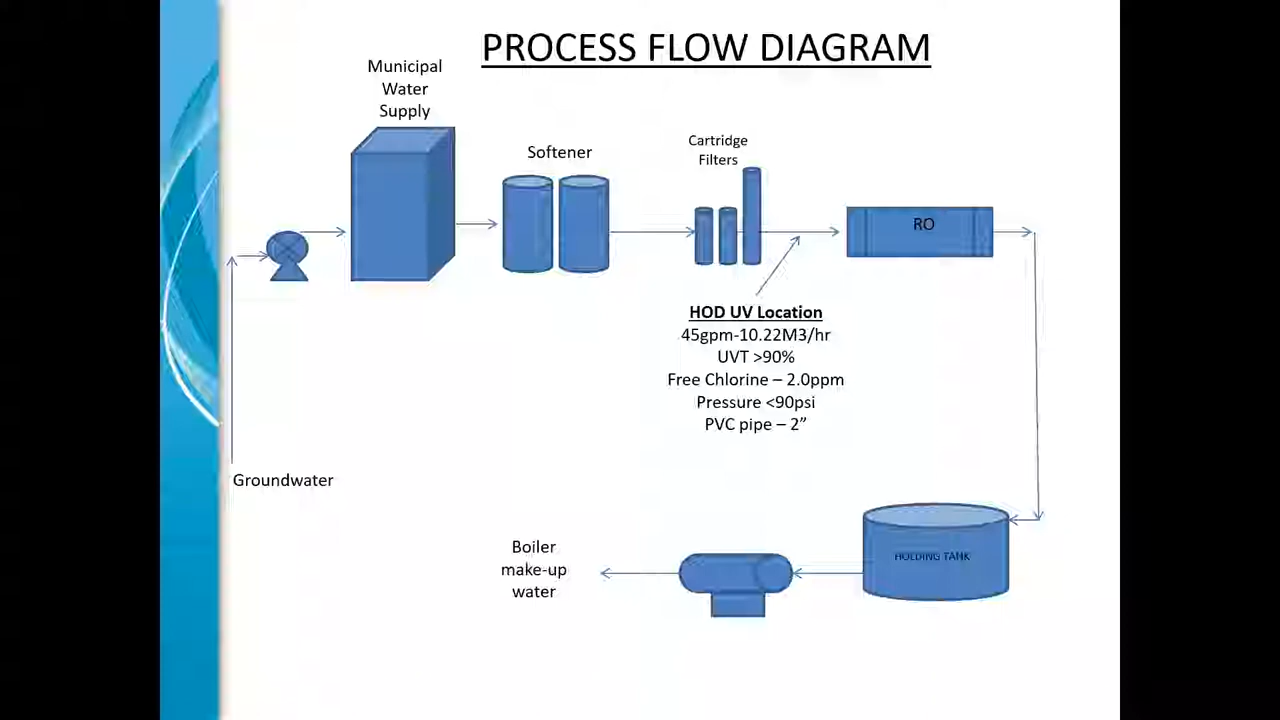 PROCESS FLOW DIAGRAM
Municipal
Water
Supply
Softener
Cartridge
Filters
RO
HOD UV Location
45gpm-10.22M3/hr
UVT >90%
Free Chlorine – 2.0ppm
Pressure <90psi
PVC pipe – 2”
Groundwater
HOLDING TANK
Boiler
make-up
water